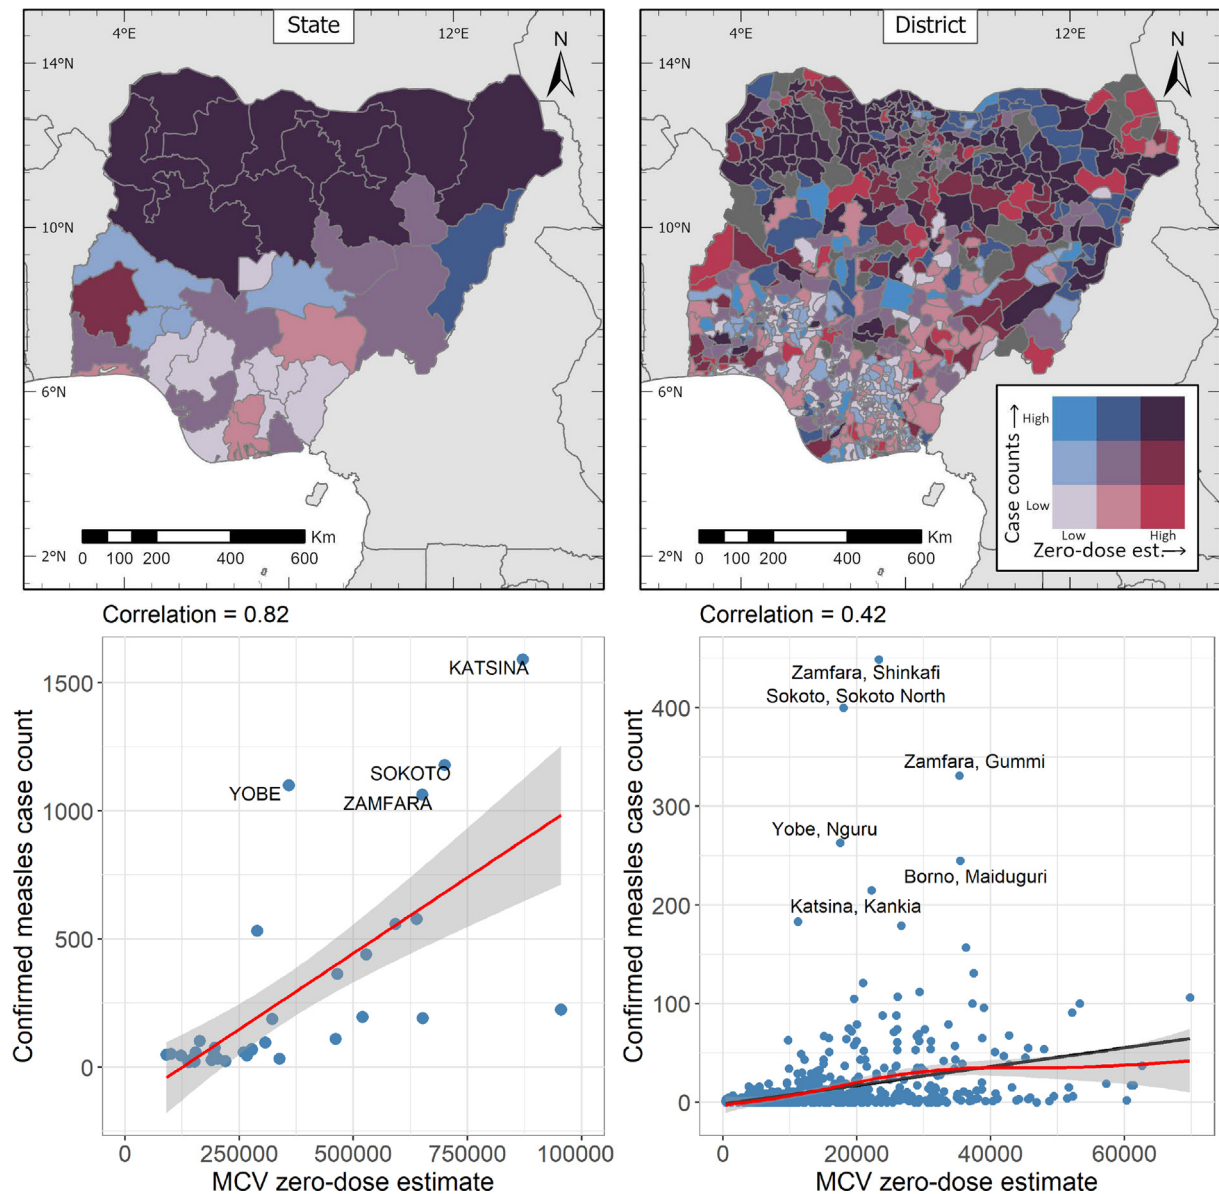 State
4°E
12°E
N
14°N
10°N
6°N
2°N
0
100
200
400
600
Km
District
4°E
12°E
N
14°N
10°N
6°N
2°N
0
100
200
400
600
Km
High
Low
Case counts
Low
High
Zero-dose est.
Correlation = 0.82
Confirmed measles case count
1500
1000
500
0
KATSINA
SOKOTO
YOBE
ZAMFARA
0
250000
500000
750000
100000
MCV zero-dose estimate
Correlation = 0.42
Confirmed measles case count
400
300
200
100
0
Zamfara, Shinkafi
Sokoto, Sokoto North
Zamfara, Gummi
Yobe, Nguru
Borno, Maiduguri
Katsina, Kankia
0
20000
40000
60000
MCV zero-dose estimate